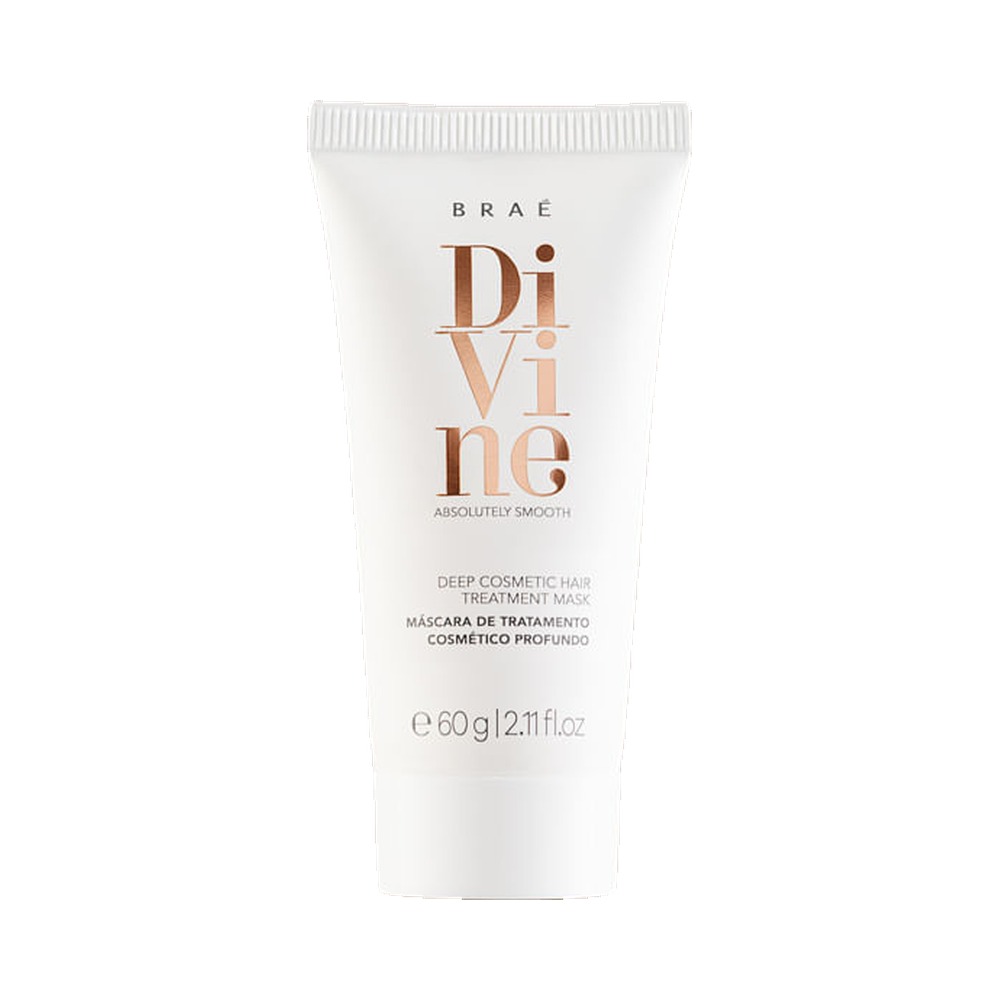 BRAÉ
Di
Vi
ne
ABSOLUTELY SMOOTH
DEEP COSMETIC HAIR
TREATMENT MASK
MÁSCARA DE TRATAMENTO
COSMÉTICO PROFUNDO
℮ 60 g | 2.11 fl.oz